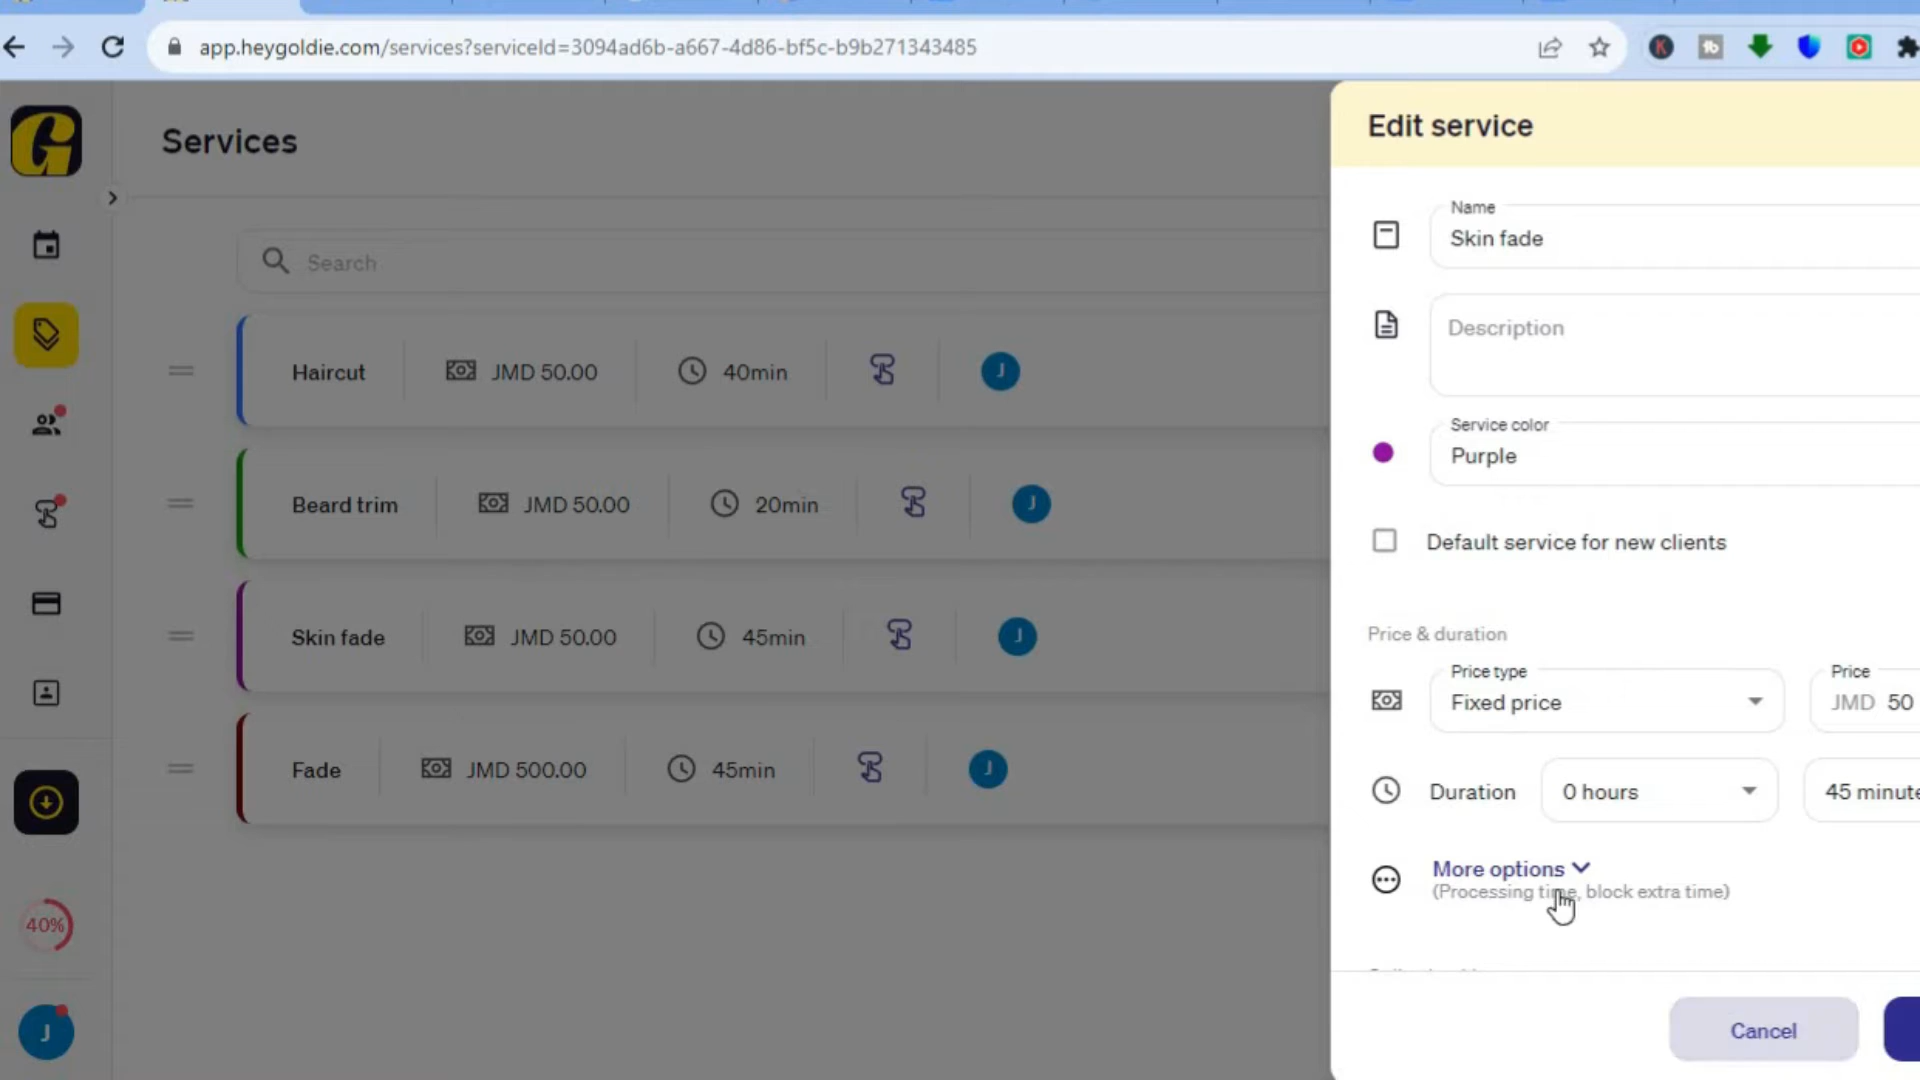 app.heygoldie.com/services?serviceId=3094ad6b-a667-4d86-bf5c-b9b271343485
G
Services
Search
Haircut JMD 50.00 40min J
Beard trim JMD 50.00 20min J
Skin fade JMD 50.00 45min J
Fade JMD 500.00 45min J
40%
J
Edit service
Name
Skin fade
Description
Service color
Purple
Default service for new clients
Price & duration
Price type Price
Fixed price JMD 50
Duration 0 hours 45 minute
More options
(Processing time, block extra time)
Cancel